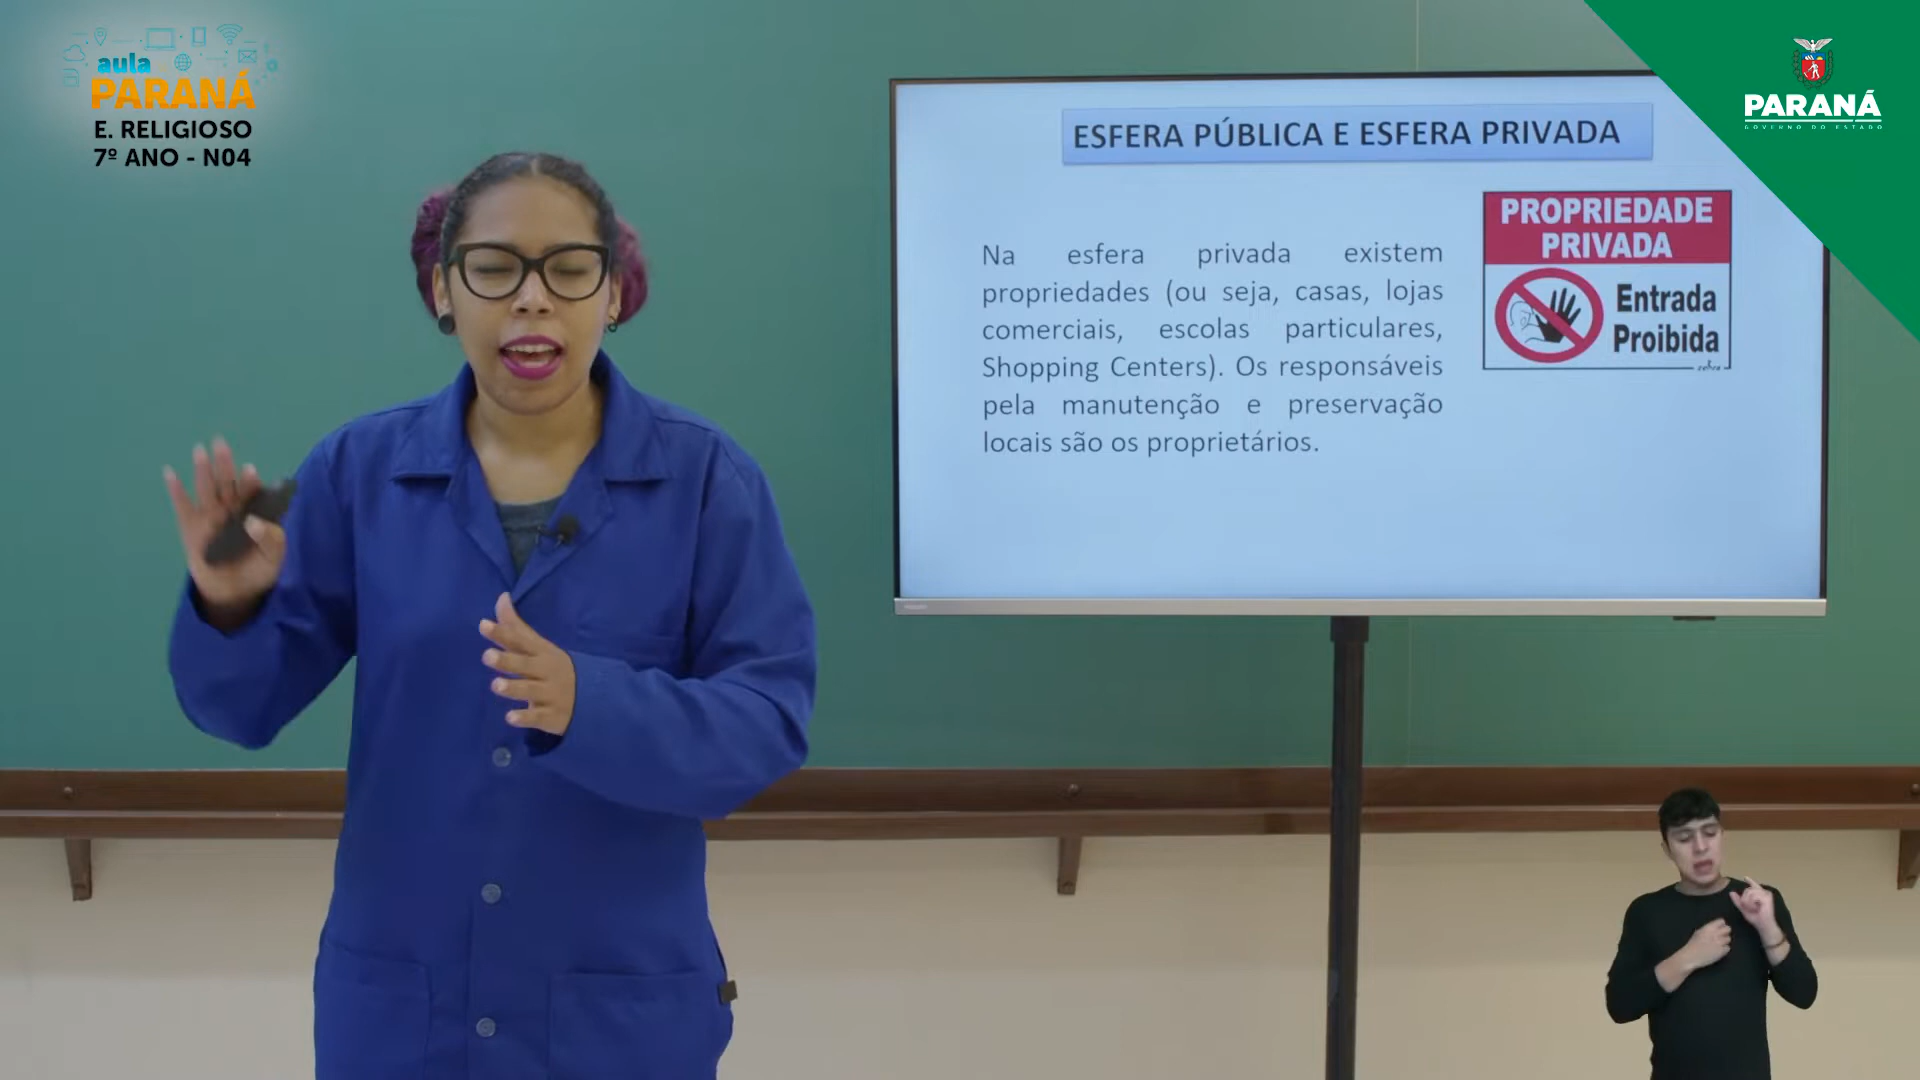 aula
PARANÁ
E. RELIGIOSO
7º ANO - N04
PARANÁ
GOVERNO DO ESTADO
ESFERA PÚBLICA E ESFERA PRIVADA
Na esfera privada existem
propriedades (ou seja, casas, lojas
comerciais, escolas particulares,
Shopping Centers). Os responsáveis
pela manutenção e preservação
locais são os proprietários.
PROPRIEDADE
PRIVADA
Entrada
Proibida